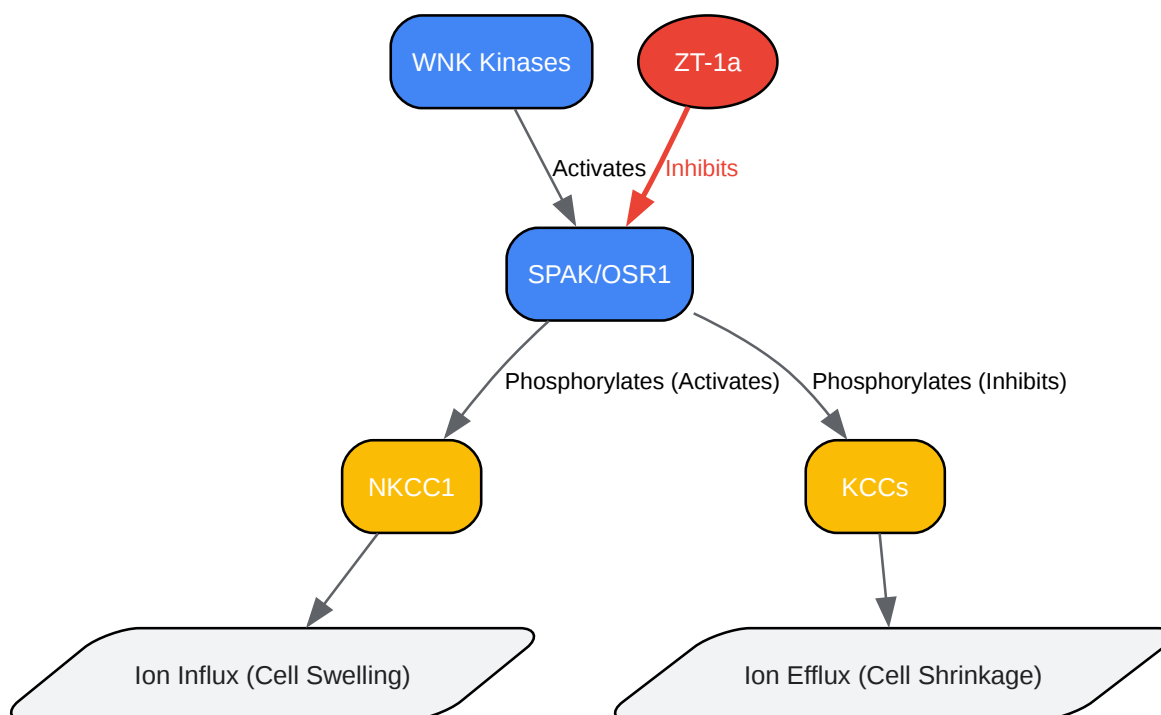 WNK Kinases
ZT-1a
Activates
Inhibits
SPAK/OSR1
Phosphorylates (Activates)
Phosphorylates (Inhibits)
NKCC1
KCCs
Ion Influx (Cell Swelling)
Ion Efflux (Cell Shrinkage)